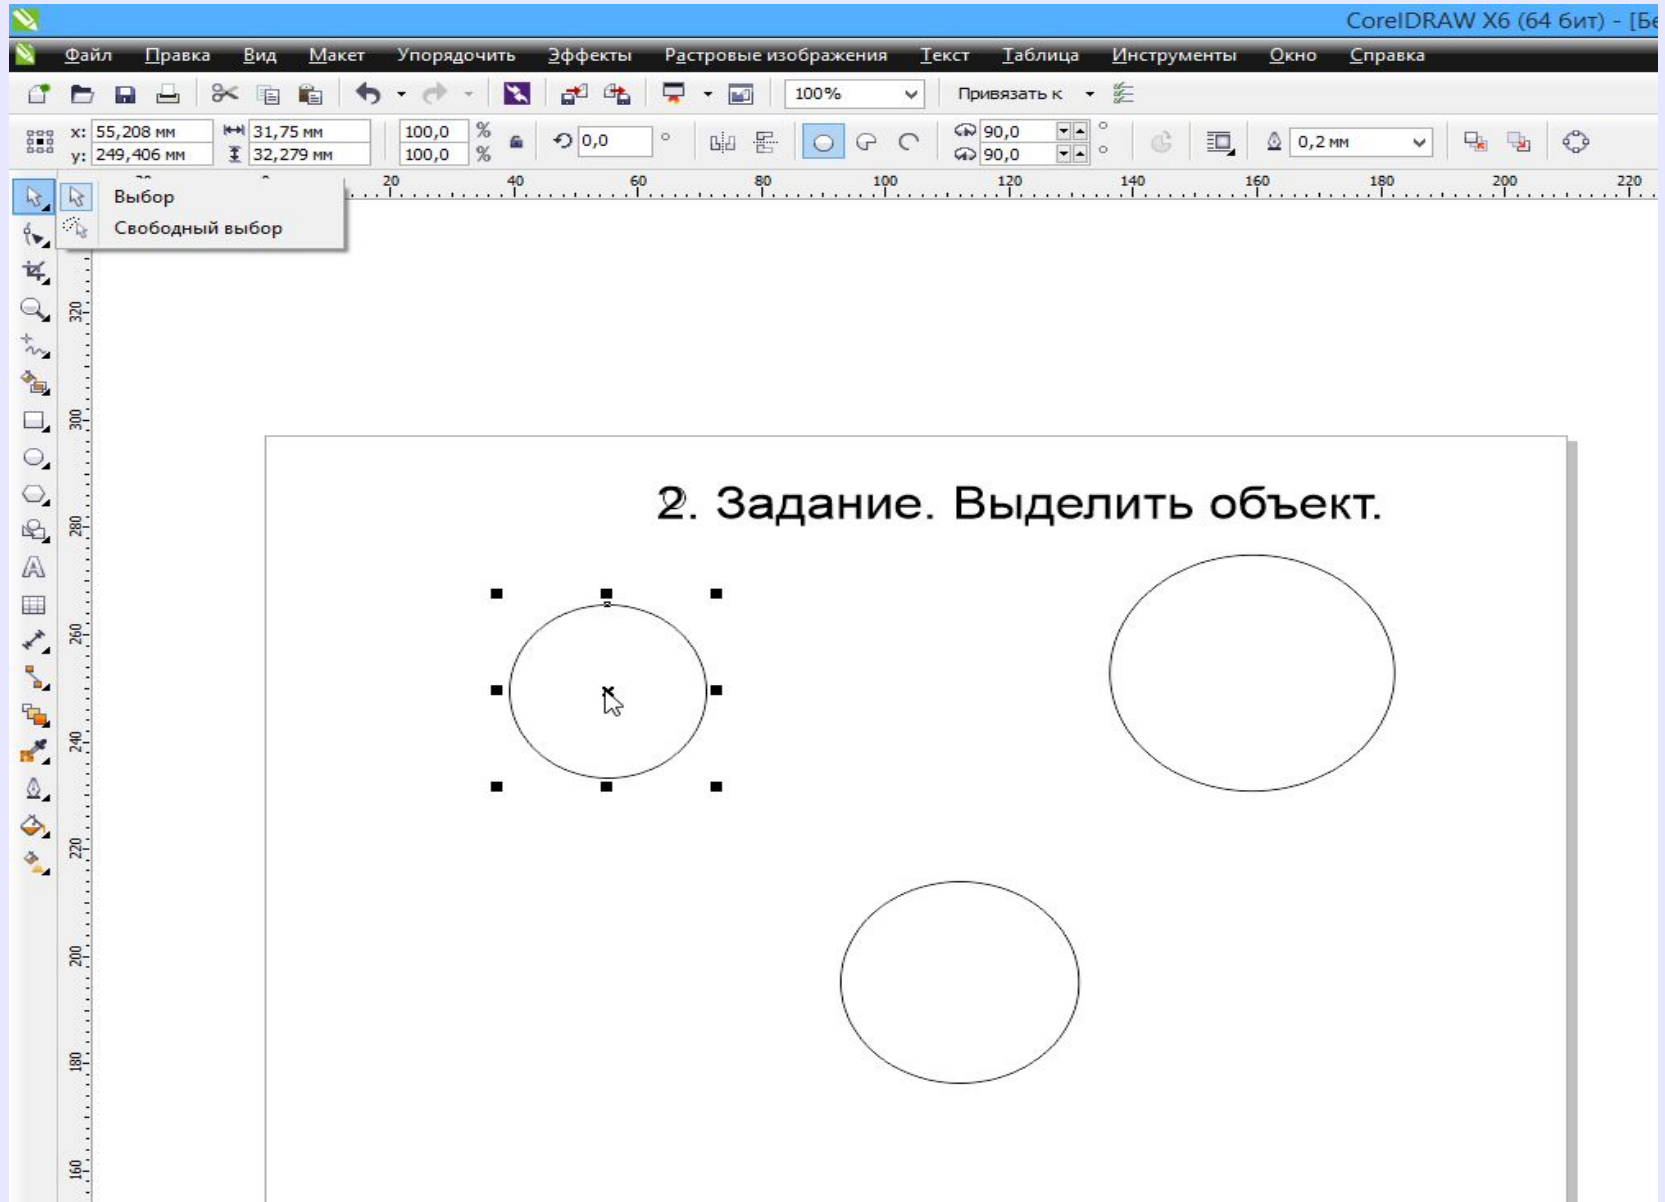 CorelDRAW X6 (64 бит) - [Бе
Файл Правка Вид Макет Упорядочить Эффекты Растровые изображения Текст Таблица Инструменты Окно Справка
100% Привязать к
x: 55,208 мм 31,75 мм 100,0 % 0,0 ° 90,0 ° 0,2 мм
y: 249,406 мм 32,279 мм 100,0 % 90,0 °
20 40 60 80 100 120 140 160 180 200 220
Выбор
Свободный выбор
320
300
2. Задание. Выделить объект.
280
260
240
220
200
180
160